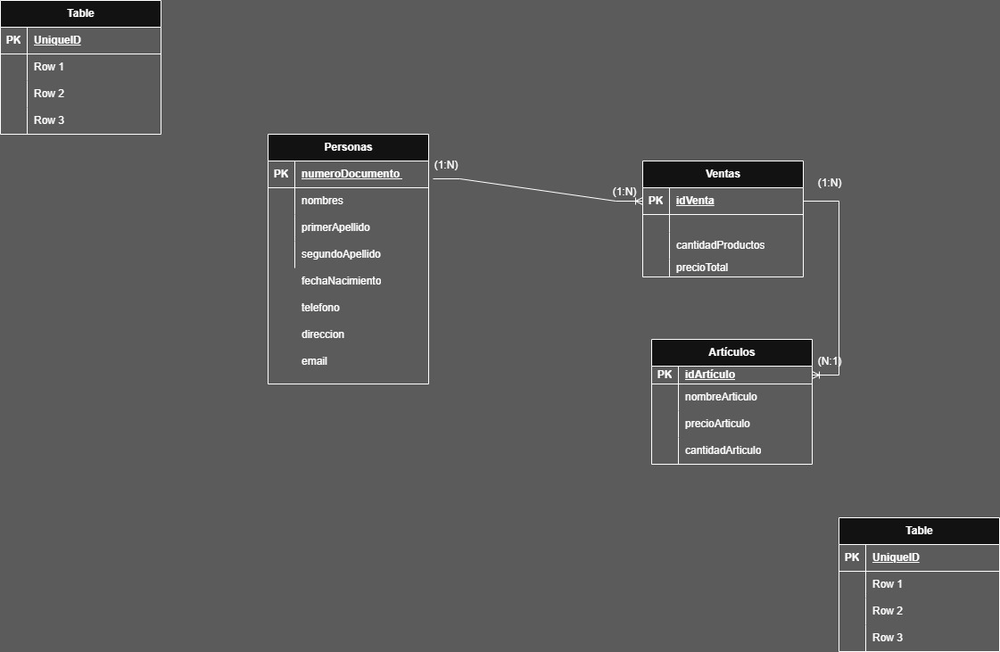 Table
PK UniqueID
Row 1
Row 2
Row 3
Personas
PK numeroDocumento
nombres
primerApellido
segundoApellido
fechaNacimiento
telefono
direccion
email
(1:N)
(1:N)
Ventas
PK idVenta
cantidadProductos
precioTotal
(1:N)
Artículos
PK idArtículo
nombreArticulo
precioArticulo
cantidadArticulo
(N:1)
Table
PK UniqueID
Row 1
Row 2
Row 3